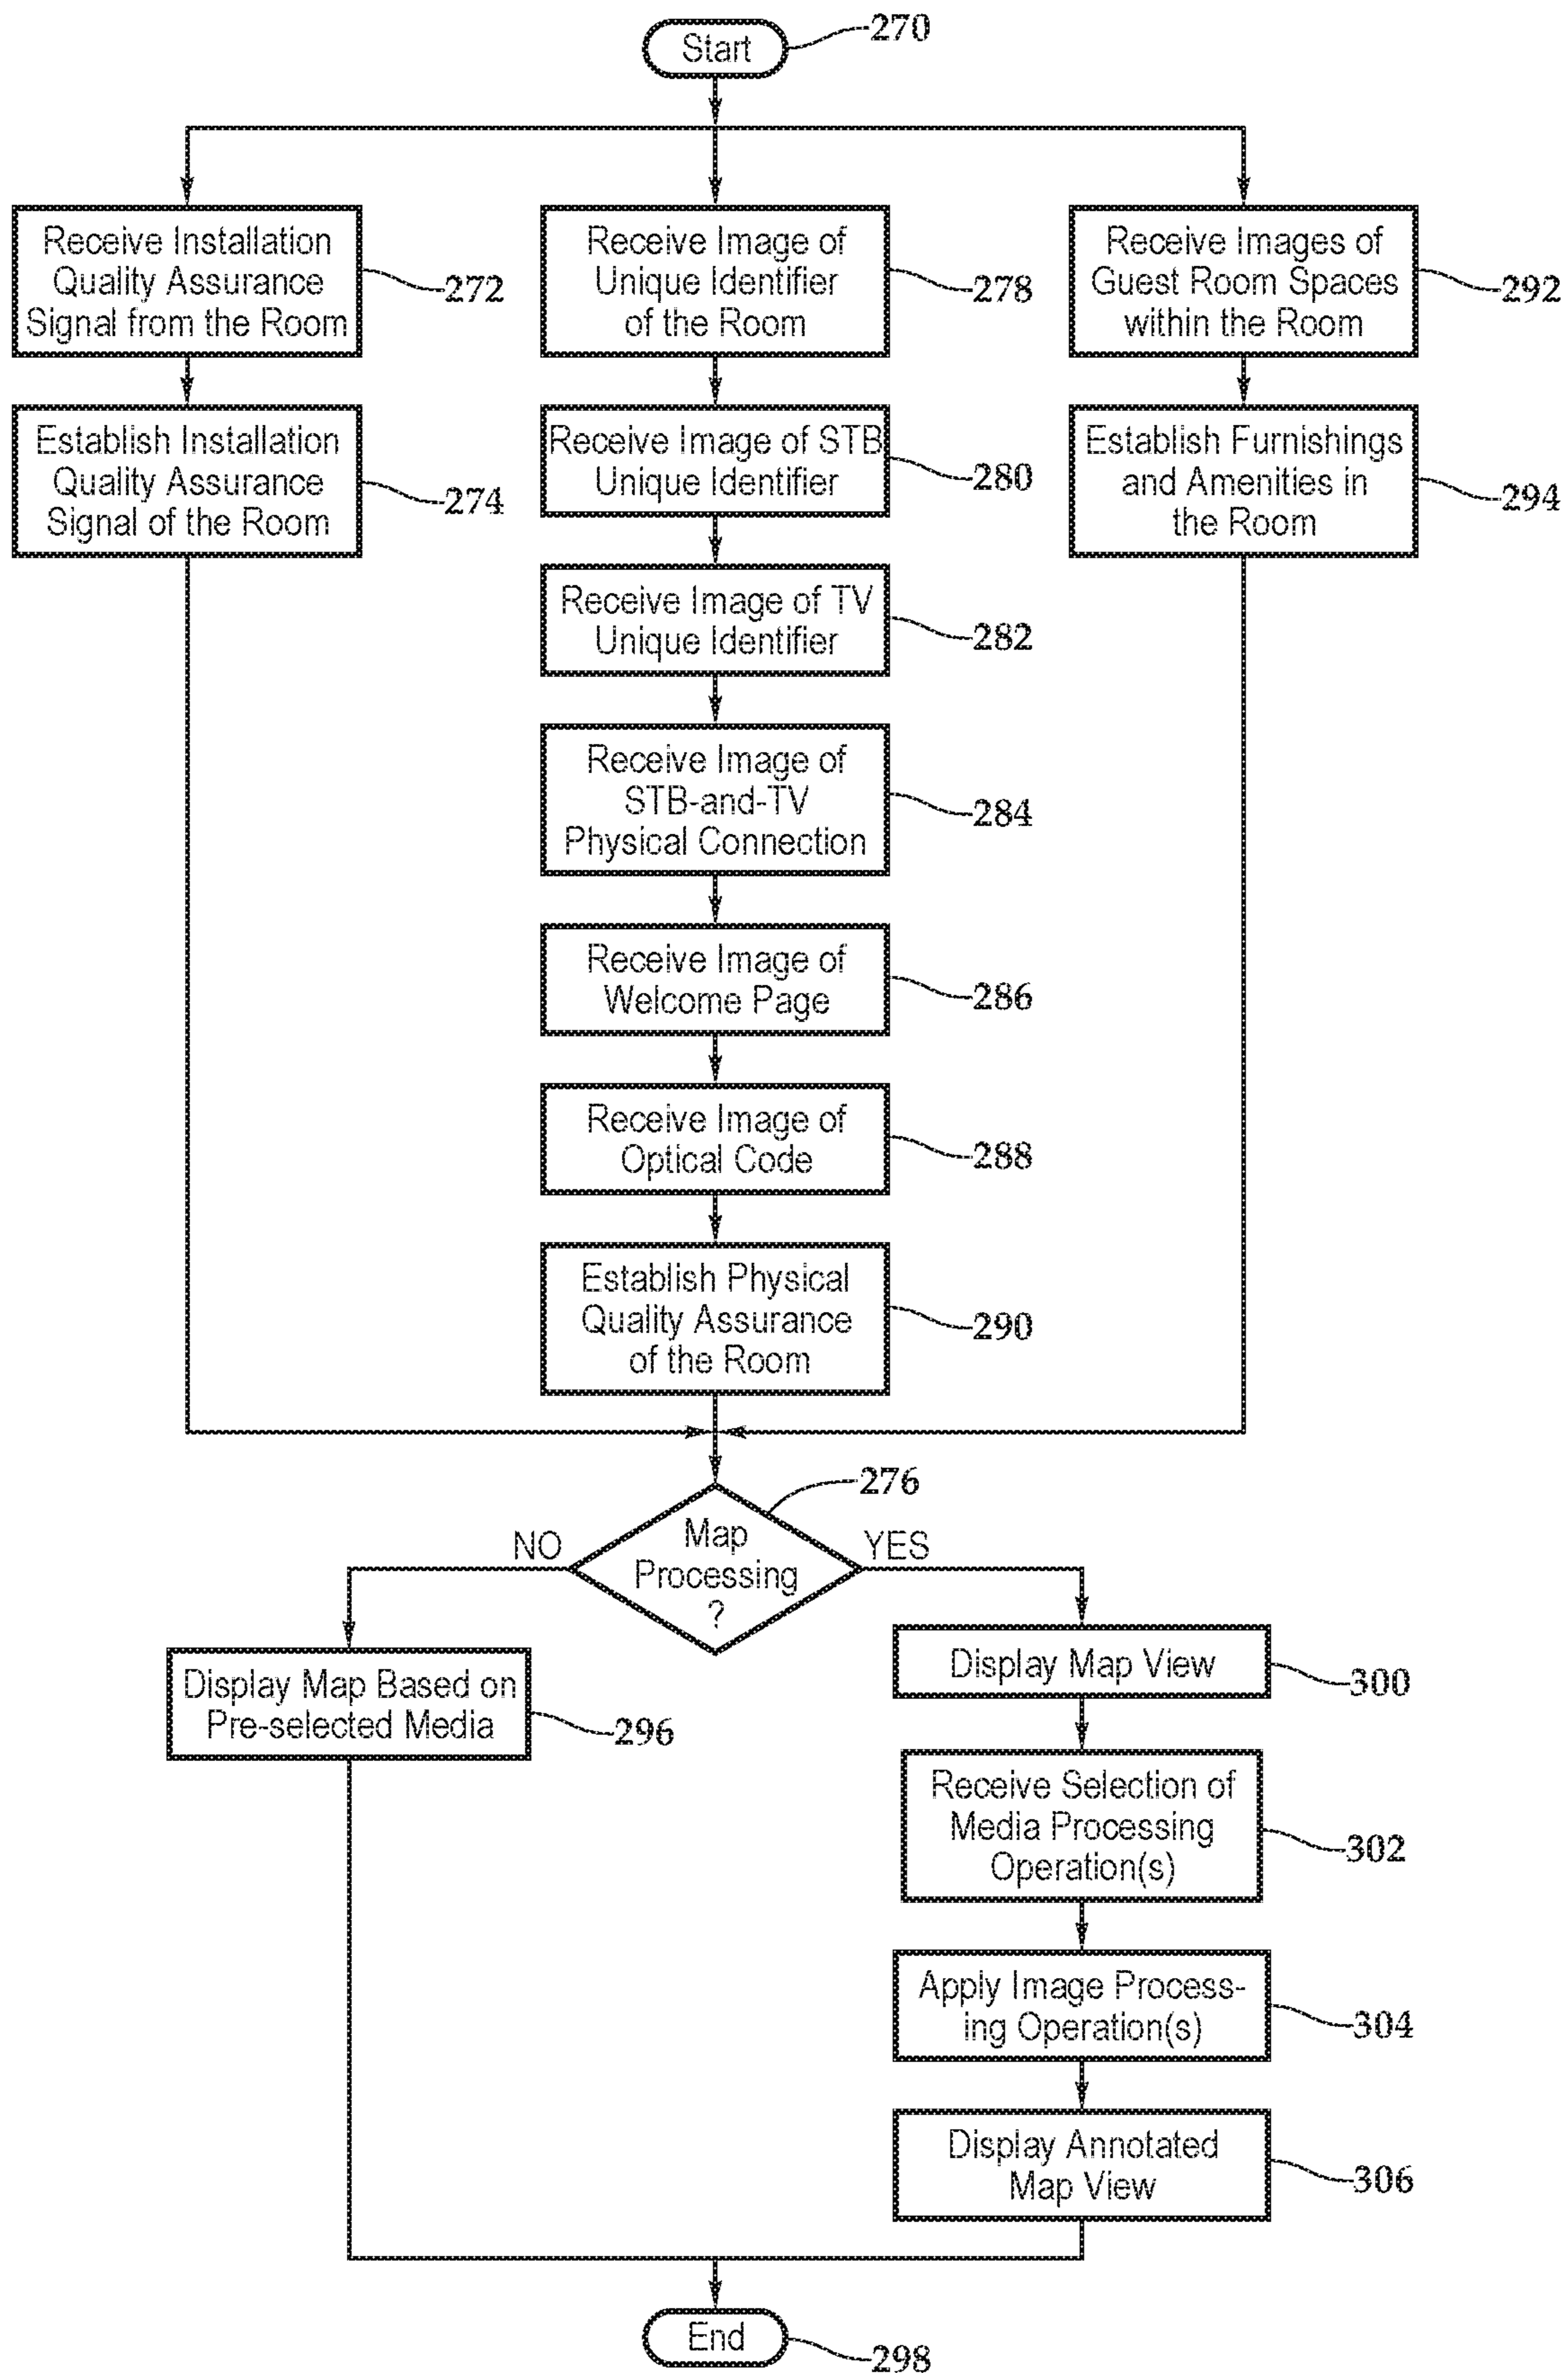 Start
270
Receive Installation
Quality Assurance
Signal from the Room
272
Establish Installation
Quality Assurance
Signal of the Room
274
Receive Image of
Unique Identifier
of the Room
278
Receive Image of STB
Unique Identifier
280
Receive Image of TV
Unique Identifier
282
Receive Image of
STB-and-TV
Physical Connection
284
Receive Image of
Welcome Page
286
Receive Image of
Optical Code
288
Establish Physical
Quality Assurance
of the Room
290
Receive Images of
Guest Room Spaces
within the Room
292
Establish Furnishings
and Amenities in
the Room
294
276
Map
Processing
?
NO
YES
Display Map Based on
Pre-selected Media
296
Display Map View
300
Receive Selection of
Media Processing
Operation(s)
302
Apply Image Process-
ing Operation(s)
304
Display Annotated
Map View
306
End
298